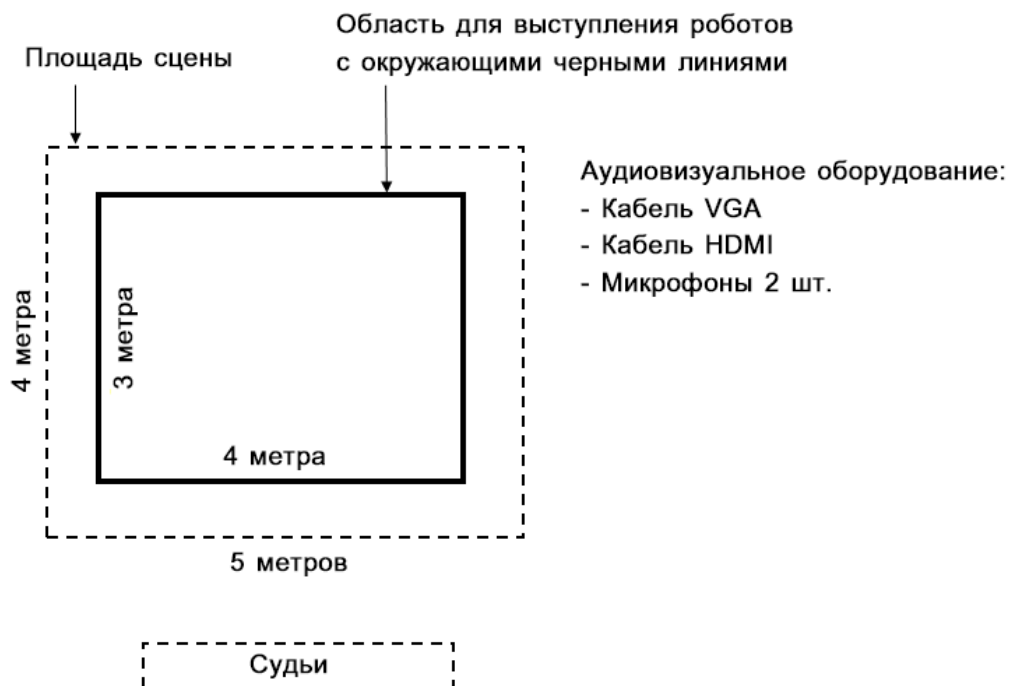 Область для выступления роботов
с окружающими черными линиями
Площадь сцены
Аудиовизуальное оборудование:
- Кабель VGA
- Кабель HDMI
- Микрофоны 2 шт.
4 метра
3 метра
4 метра
5 метров
Судьи